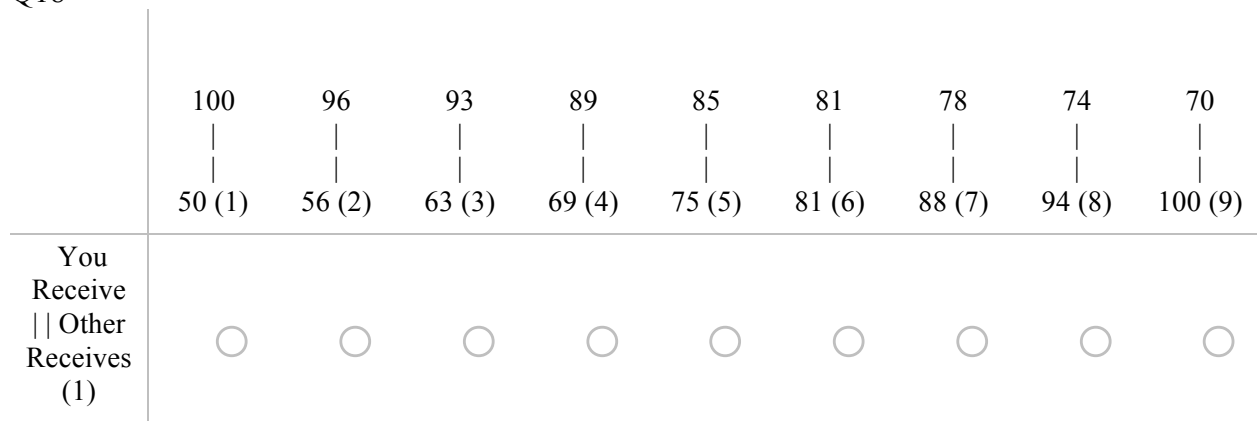 100 96 93 89 85 81 78 74 70
| | | | | | | | |
| | | | | | | | |
50 (1) 56 (2) 63 (3) 69 (4) 75 (5) 81 (6) 88 (7) 94 (8) 100 (9)
You
Receive
|| Other
Receives
(1)